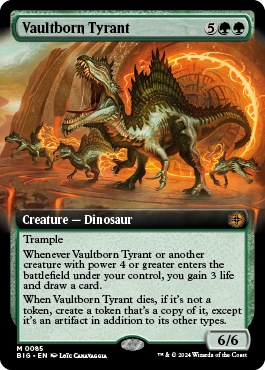 Vaultborn Tyrant 5
Creature — Dinosaur
Trample
Whenever Vaultborn Tyrant or another
creature with power 4 or greater enters the
battlefield under your control, you gain 3 life
and draw a card.
When Vaultborn Tyrant dies, if it's not a
token, create a token that's a copy of it, except
it's an artifact in addition to its other types.
6/6
M 0085
BIG • EN Loïc Canavaggia
™ & © 2024 Wizards of the Coast